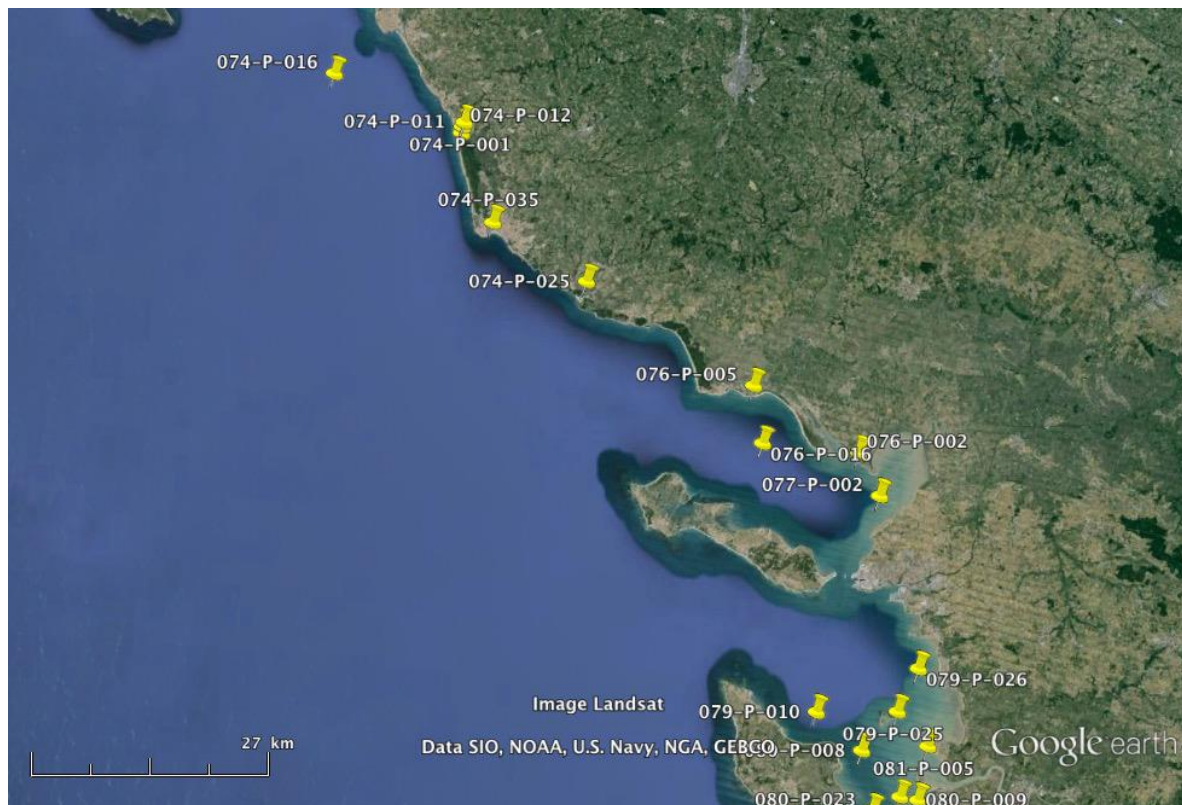 074-P-016
074-P-012
074-P-011
074-P-001
074-P-035
074-P-025
076-P-005
076-P-002
076-P-016
077-P-002
079-P-026
Image Landsat
079-P-010
079-P-025
27 km
Data SIO, NOAA, U.S. Navy, NGA, GEBCO
-P-008
Google earth
081-P-005
080-P-023
080-P-009